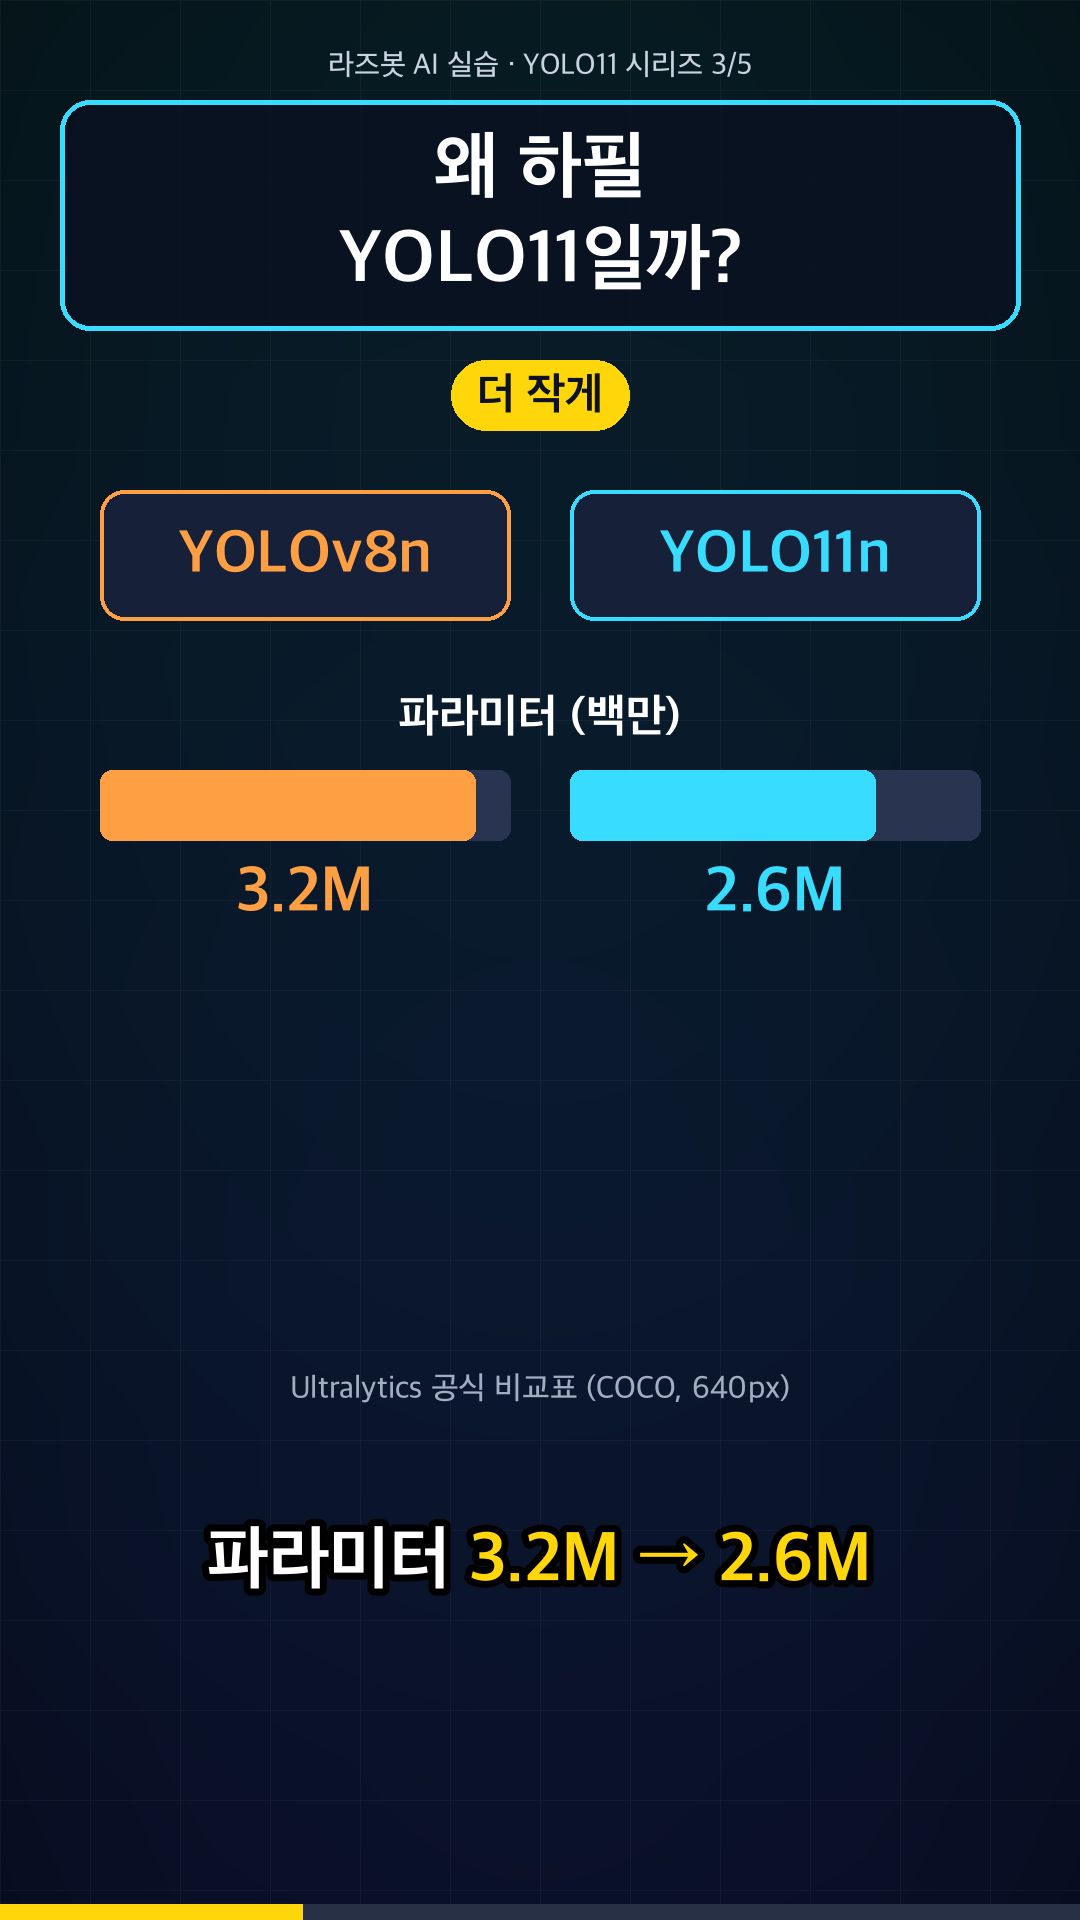 라즈봇 AI 실습 · YOLO11 시리즈 3/5
왜 하필
YOLO11일까?
더 작게
YOLOv8n
YOLO11n
파라미터 (백만)
3.2M
2.6M
Ultralytics 공식 비교표 (COCO, 640px)
파라미터 3.2M → 2.6M